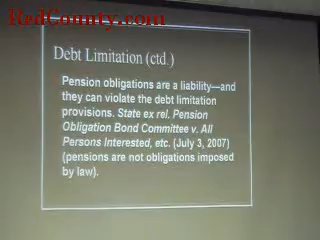 RedCounty.com
Debt Limitation (ctd.)
Pension obligations are a liability—and
they can violate the debt limitation
provisions. State ex rel. Pension
Obligation Bond Committee v. All
Persons Interested, etc. (July 3, 2007)
(pensions are not obligations imposed
by law).